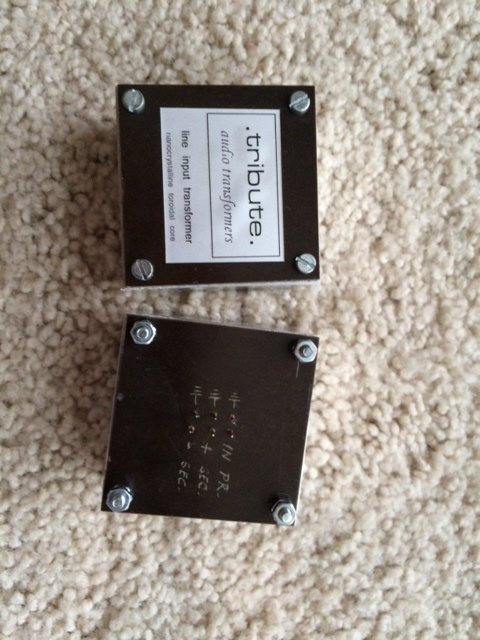 .tribute.
audio transformers
line input transformer
nanocrystalline toroidal core
IN PR.
+ SEC.
- SEC.